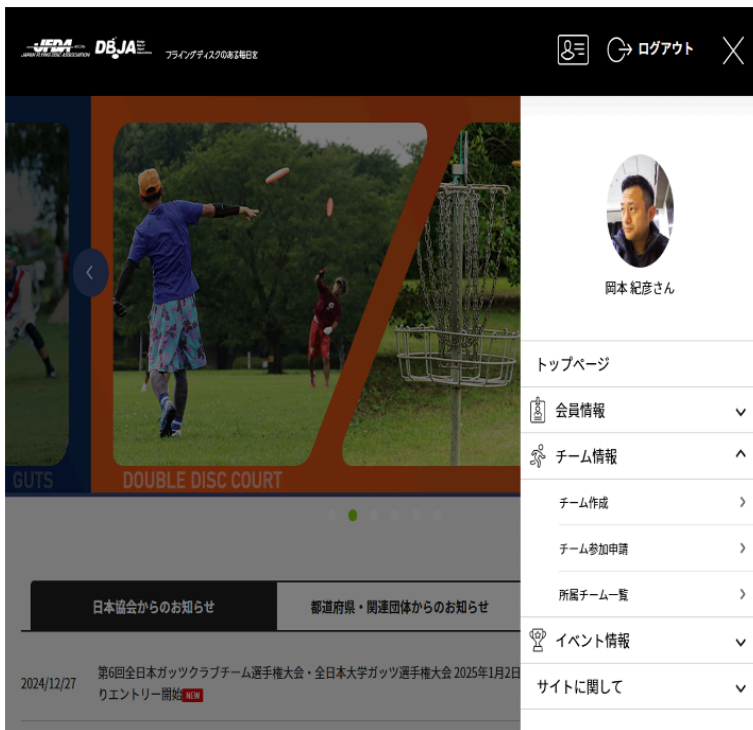 JFDA
JAPAN FLYING DISC ASSOCIATION
DBJA
フライングディスクのある毎日を
ログアウト
岡本 紀彦さん
トップページ
会員情報
チーム情報
チーム作成
チーム参加申請
所属チーム一覧
イベント情報
サイトに関して
GUTS
DOUBLE DISC COURT
日本協会からのお知らせ
都道府県・関連団体からのお知らせ
2024/12/27
第6回全日本ガッツクラブチーム選手権大会・全日本大学ガッツ選手権大会 2025年1月2日
りエントリー開始 NEW